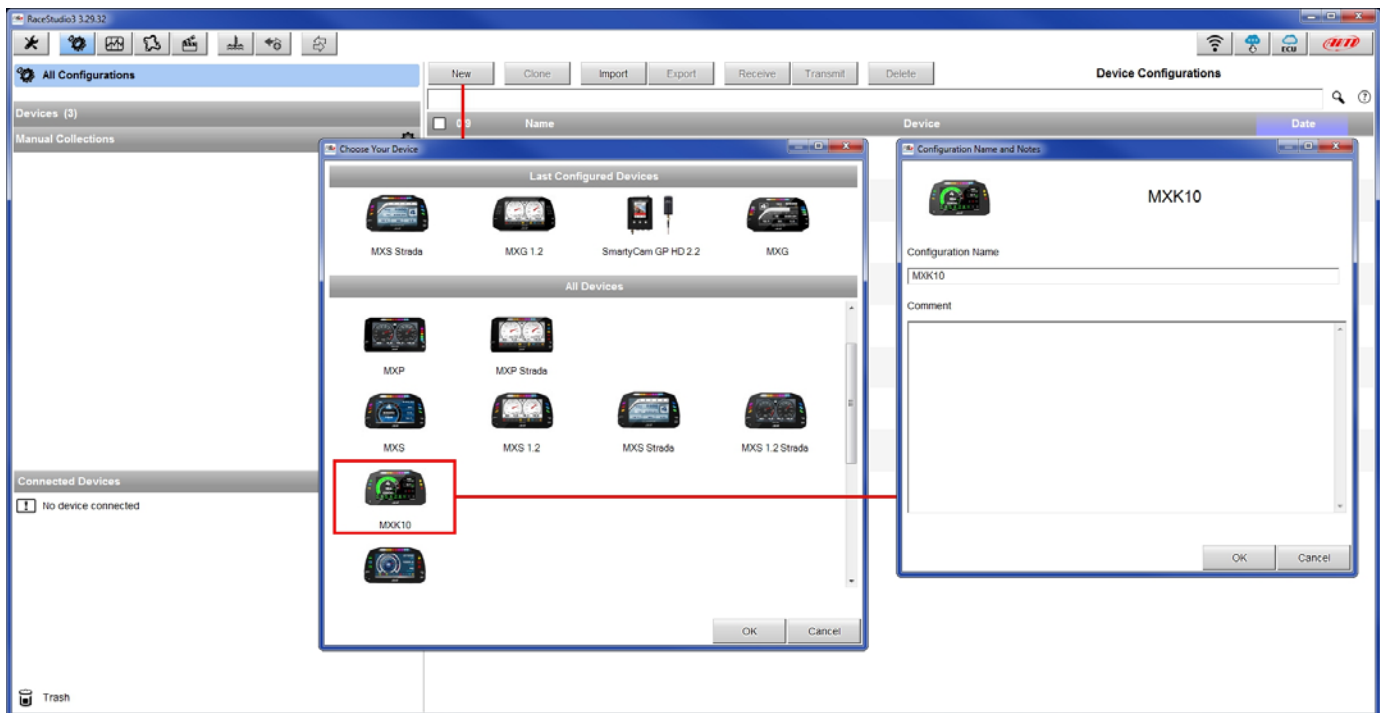 RaceStudio3 3.29.32
ECU
AiM
All Configurations
New Clone Import Export Receive Transmit Delete Device Configurations
Devices (3)
Manual Collections
Name Device Date
Choose Your Device
Last Configured Devices
MXS Strada MXG 1.2 SmartyCam GP HD 2.2 MXG
All Devices
MXP MXP Strada
MXS MXS 1.2 MXS Strada MXS 1.2 Strada
MXK10
OK Cancel
Configuration Name and Notes
MXK10
Configuration Name
MXK10
Comment
OK Cancel
Connected Devices
No device connected
Trash